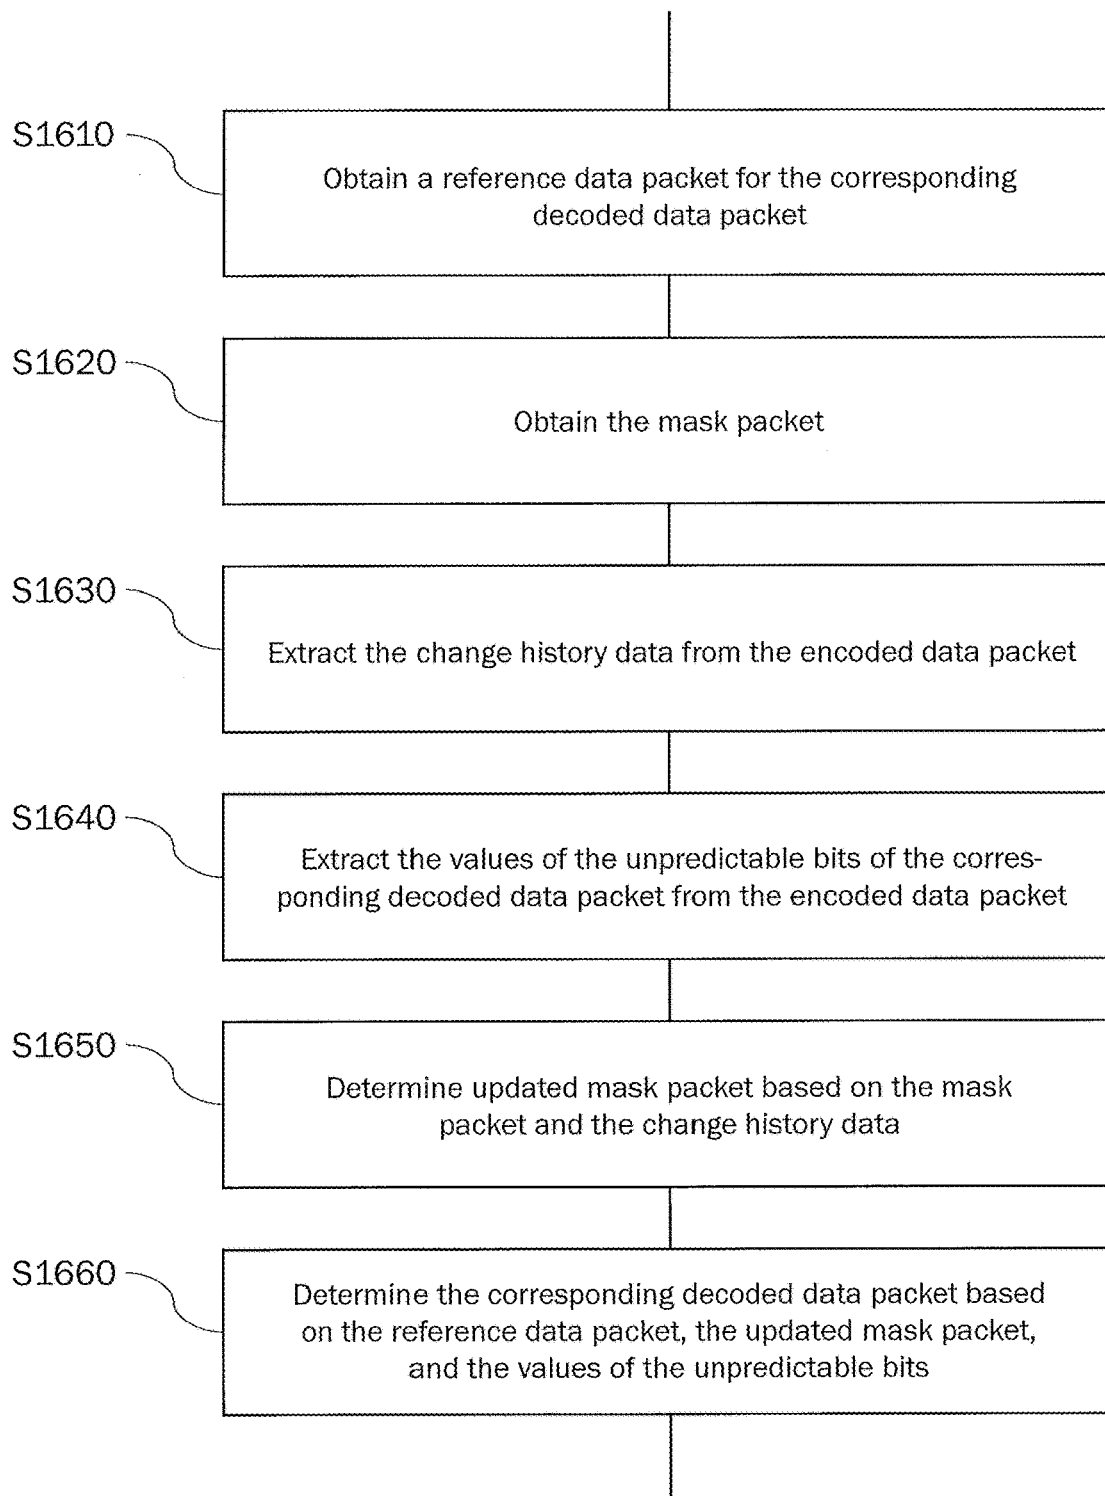 S1610
Obtain a reference data packet for the corresponding
decoded data packet
S1620
Obtain the mask packet
S1630
Extract the change history data from the encoded data packet
S1640
Extract the values of the unpredictable bits of the corres-
ponding decoded data packet from the encoded data packet
S1650
Determine updated mask packet based on the mask
packet and the change history data
S1660
Determine the corresponding decoded data packet based
on the reference data packet, the updated mask packet,
and the values of the unpredictable bits